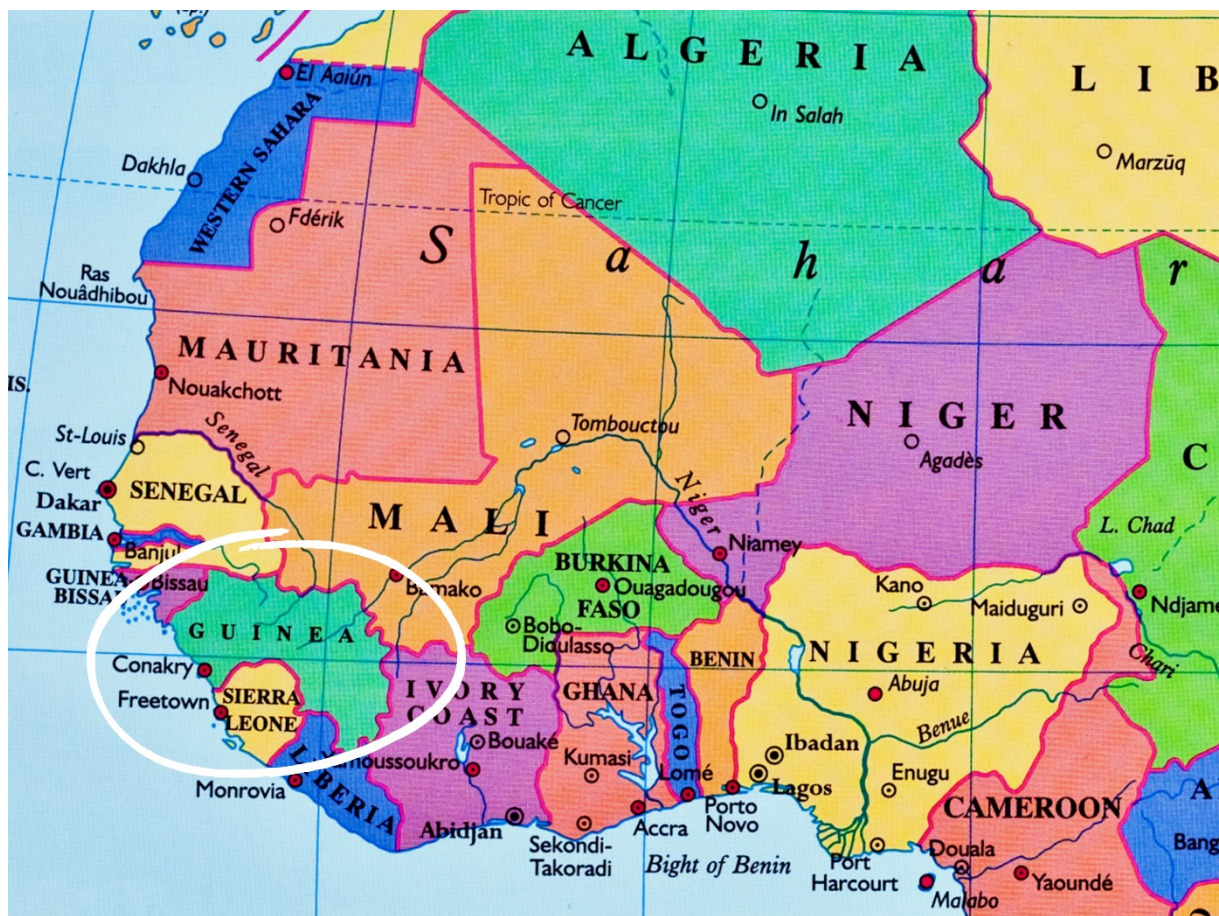 ALGERIA
LIB
El Aaiún
In Salah
Marzūq
WESTERN SAHARA
Dakhla
Tropic of Cancer
Fdérik
Sahar
Ras
Nouâdhibou
MAURITANIA
IS.
Nouakchott
NIGER
Tombouctou
Agadès
St-Louis
Senegal
C. Vert
Dakar
SENEGAL
MALI
Niger
C
L. Chad
GAMBIA
Banjul
Niamey
BURKINA
FASO
Ouagadougou
Kano
Maiduguri
Ndjame
GUINEA
BISSAU
Bissau
Bamako
Bobo-
Dioulasso
GUINEA
BENIN
NIGERIA
Chari
Conakry
Abuja
Freetown
SIERRA
LEONE
IVORY
COAST
GHANA
TOGO
Benue
Bouaké
Ibadan
Kumasi
moussoukro
Lomé
Lagos
Enugu
Monrovia
LIBERIA
Porto
Novo
CAMEROON
A
Abidjan
Accra
Sekondi-
Takoradi
Bight of Benin
Port
Harcourt
Douala
Bang
Malabo
Yaoundé